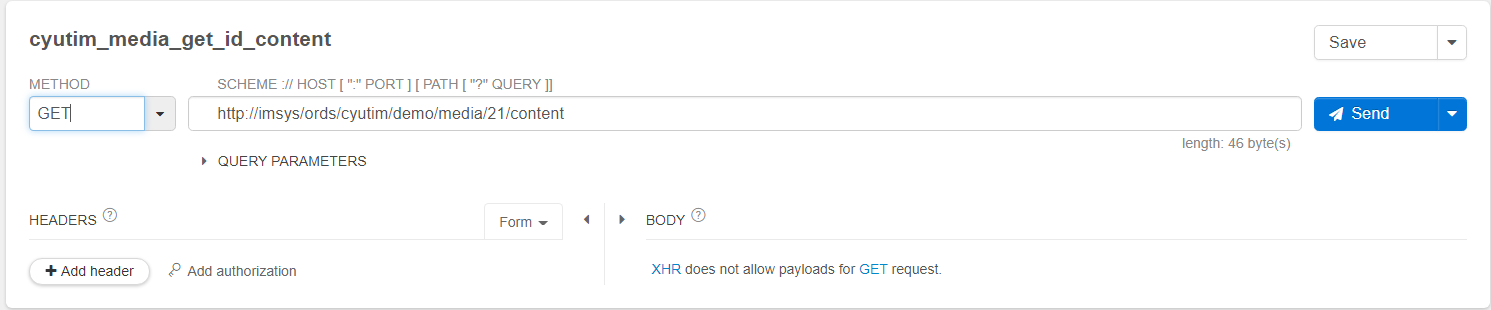 cyutim_media_get_id_content
Save
METHOD
SCHEME :// HOST [ ":" PORT ] [ PATH [ "?" QUERY ]]
GET
http://imsys/ords/cyutim/demo/media/21/content
Send
length: 46 byte(s)
QUERY PARAMETERS
HEADERS ?
Form
BODY ?
+ Add header
Add authorization
XHR does not allow payloads for GET request.